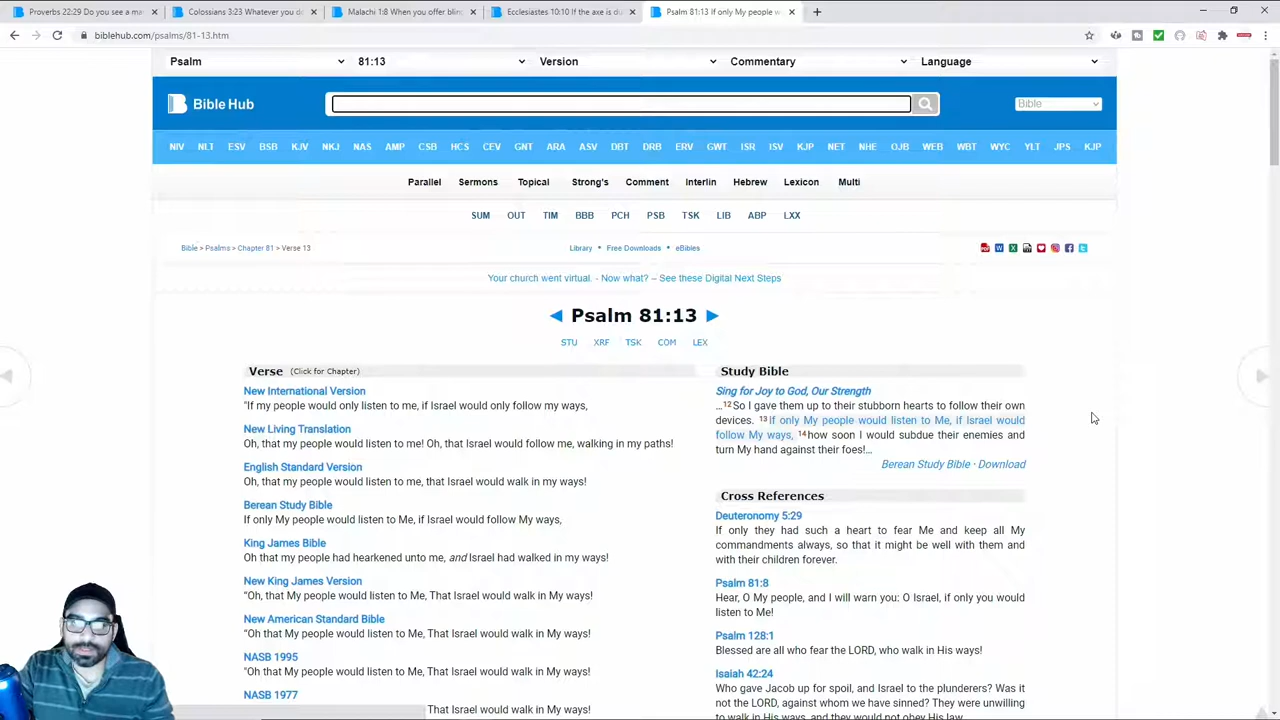 Proverbs 22:29 Do you see a ma
Colossians 3:23 Whatever you do
Malachi 1:8 When you offer blin
Ecclesiastes 10:10 If the axe is du
Psalm 81:13 If only My people w
biblehub.com/psalms/81-13.htm
Psalm 81:13 Version Commentary Language
Bible Hub
Bible
NIV NLT ESV BSB KJV NKJ NAS AMP CSB HCS CEV GNT ARA ASV DBT DRB ERV GWT ISR ISV KJP NET NHE OJB WEB WBT WYC YLT JPS KJP
Parallel Sermons Topical Strong's Comment Interlin Hebrew Lexicon Multi
SUM OUT TIM BBB PCH PSB TSK LIB ABP LXX
Bible > Psalms > Chapter 81 > Verse 13
Library • Free Downloads • eBibles
Your church went virtual. - Now what? – See these Digital Next Steps
◄ Psalm 81:13 ►
STU XRF TSK COM LEX
Verse (Click for Chapter)
New International Version
"If my people would only listen to me, if Israel would only follow my ways,
New Living Translation
Oh, that my people would listen to me! Oh, that Israel would follow me, walking in my paths!
English Standard Version
Oh, that my people would listen to me, that Israel would walk in my ways!
Berean Study Bible
If only My people would listen to Me, if Israel would follow My ways,
King James Bible
Oh that my people had hearkened unto me, and Israel had walked in my ways!
New King James Version
"Oh, that My people would listen to Me, That Israel would walk in My ways!
New American Standard Bible
"Oh that My people would listen to Me, That Israel would walk in My ways!
NASB 1995
"Oh that My people would listen to Me, That Israel would walk in My ways!
NASB 1977
That Israel would walk in My ways!
Study Bible
Sing for Joy to God, Our Strength
…12So I gave them up to their stubborn hearts to follow their own
devices. 13If only My people would listen to Me, if Israel would
follow My ways, 14how soon I would subdue their enemies and
turn My hand against their foes!…
Berean Study Bible · Download
Cross References
Deuteronomy 5:29
If only they had such a heart to fear Me and keep all My
commandments always, so that it might be well with them and
with their children forever.
Psalm 81:8
Hear, O My people, and I will warn you: O Israel, if only you would
listen to Me!
Psalm 128:1
Blessed are all who fear the LORD, who walk in His ways!
Isaiah 42:24
Who gave Jacob up for spoil, and Israel to the plunderers? Was it
not the LORD, against whom we have sinned? They were unwilling
to walk in His ways, and they would not obey His law.